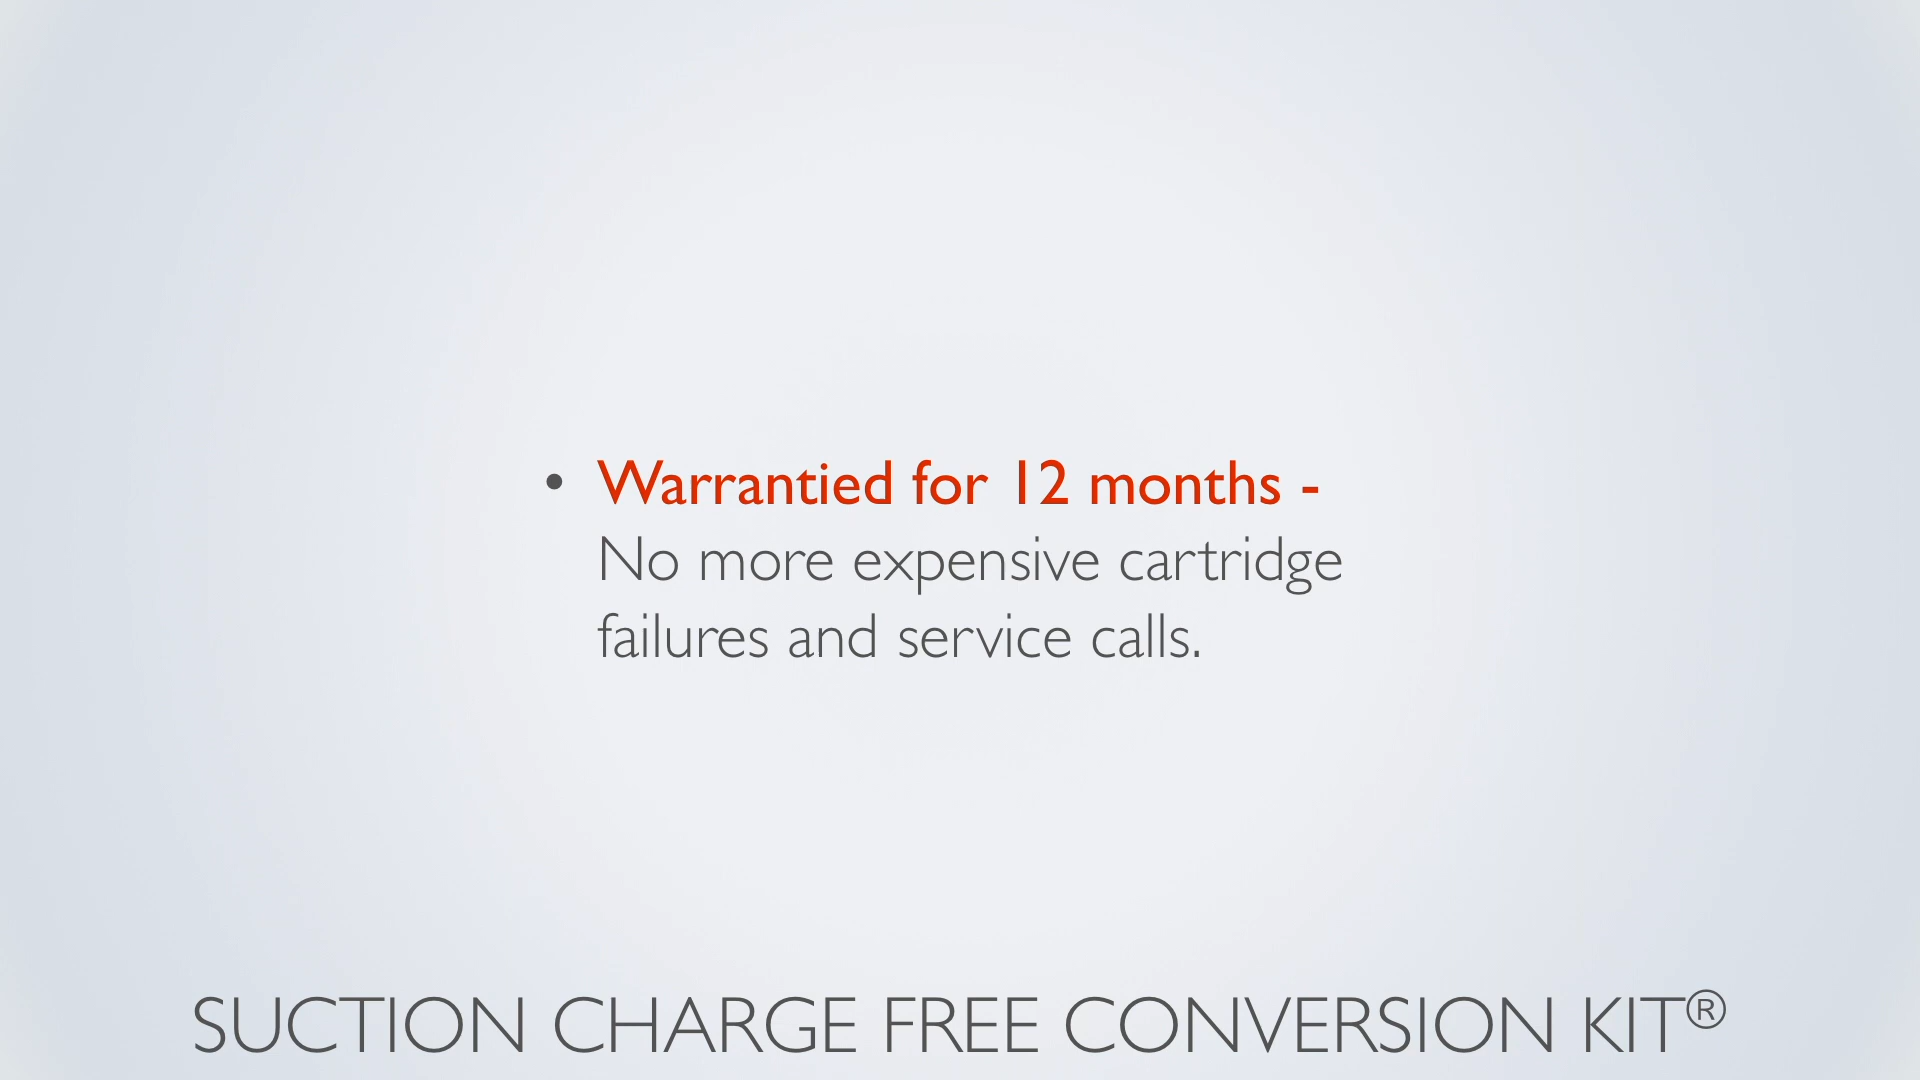 • Warrantied for 12 months -
No more expensive cartridge
failures and service calls.
SUCTION CHARGE FREE CONVERSION KIT®